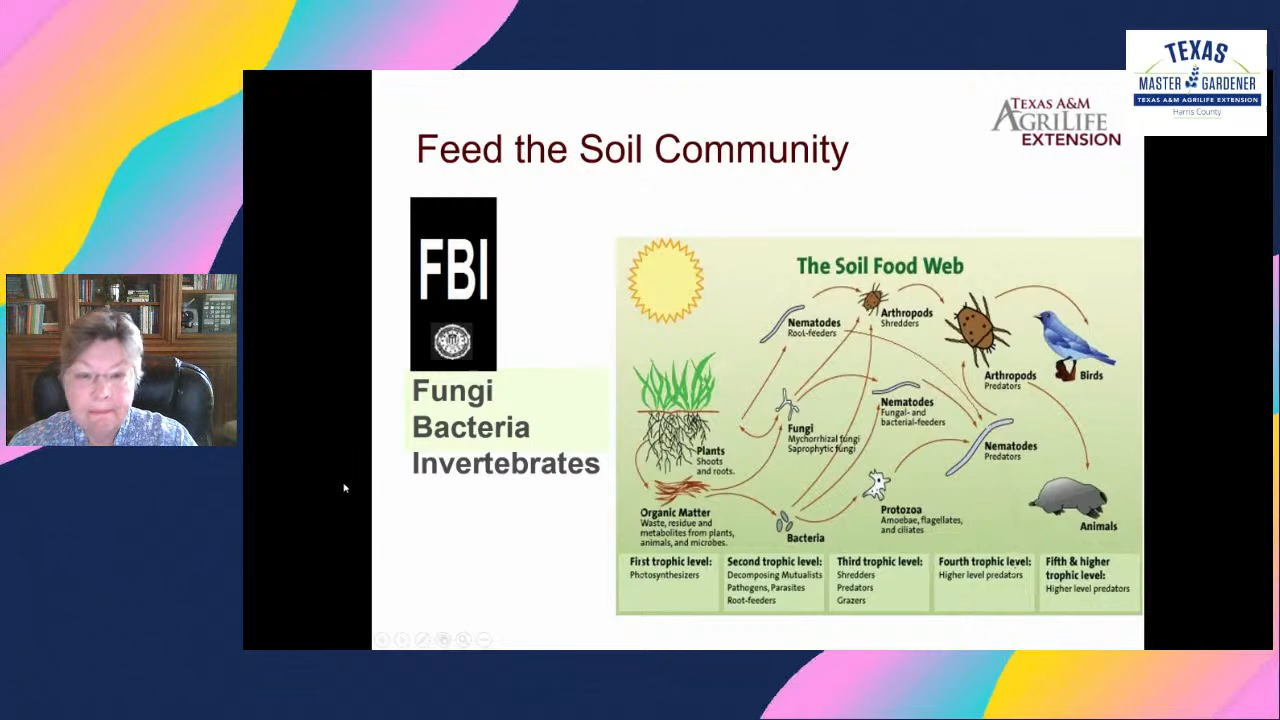 TEXAS
MASTER GARDENER
TEXAS A&M AGRILIFE EXTENSION
Harris County
TEXAS A&M
AGRILIFE
EXTENSION
Feed the Soil Community
FBI
Fungi
Bacteria
Invertebrates
The Soil Food Web
Nematodes
Root-feeders
Arthropods
Shredders
Arthropods
Predators
Birds
Plants
Shoots
and roots.
Fungi
Mychorrhizal fungi
Saprophytic fungi
Nematodes
Fungal- and
bacterial-feeders
Nematodes
Predators
Organic Matter
Waste, residue and
metabolites from plants,
animals, and microbes.
Bacteria
Protozoa
Amoebae, flagellates,
and ciliates
Animals
First trophic level:
Photosynthesizers
Second trophic level:
Decomposing Mutualists
Pathogens, Parasites
Root-feeders
Third trophic level:
Shredders
Predators
Grazers
Fourth trophic level:
Higher level predators
Fifth & higher
trophic level:
Higher level predators